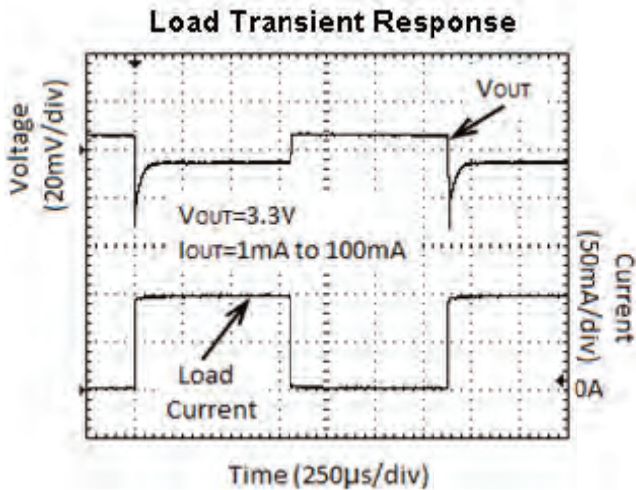 Load Transient Response
Voltage
(20mV/div)
VOUT
VOUT=3.3V
IOUT=1mA to 100mA
Current
(50mA/div)
Load
Current
0A
Time (250µs/div)